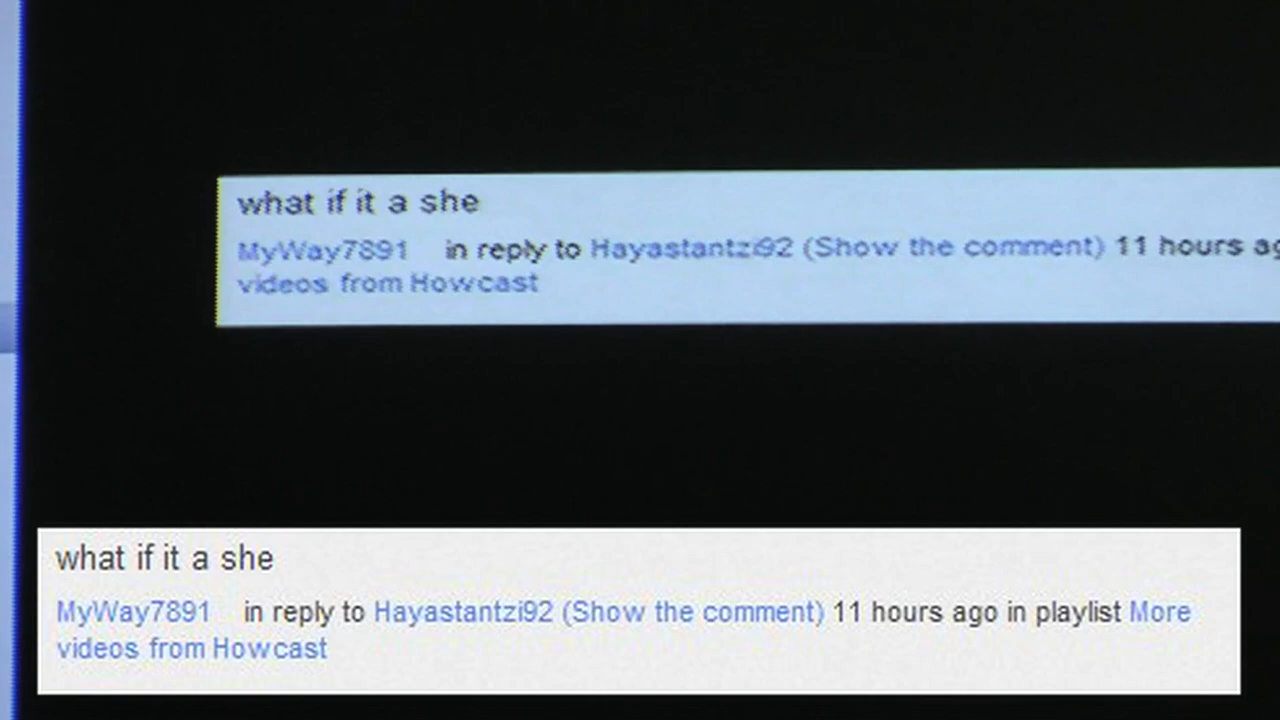 what if it a she
MyWay7891 in reply to Hayastantzi92 (Show the comment) 11 hours ag
videos from Howcast
what if it a she
MyWay7891 in reply to Hayastantzi92 (Show the comment) 11 hours ago in playlist More
videos from Howcast